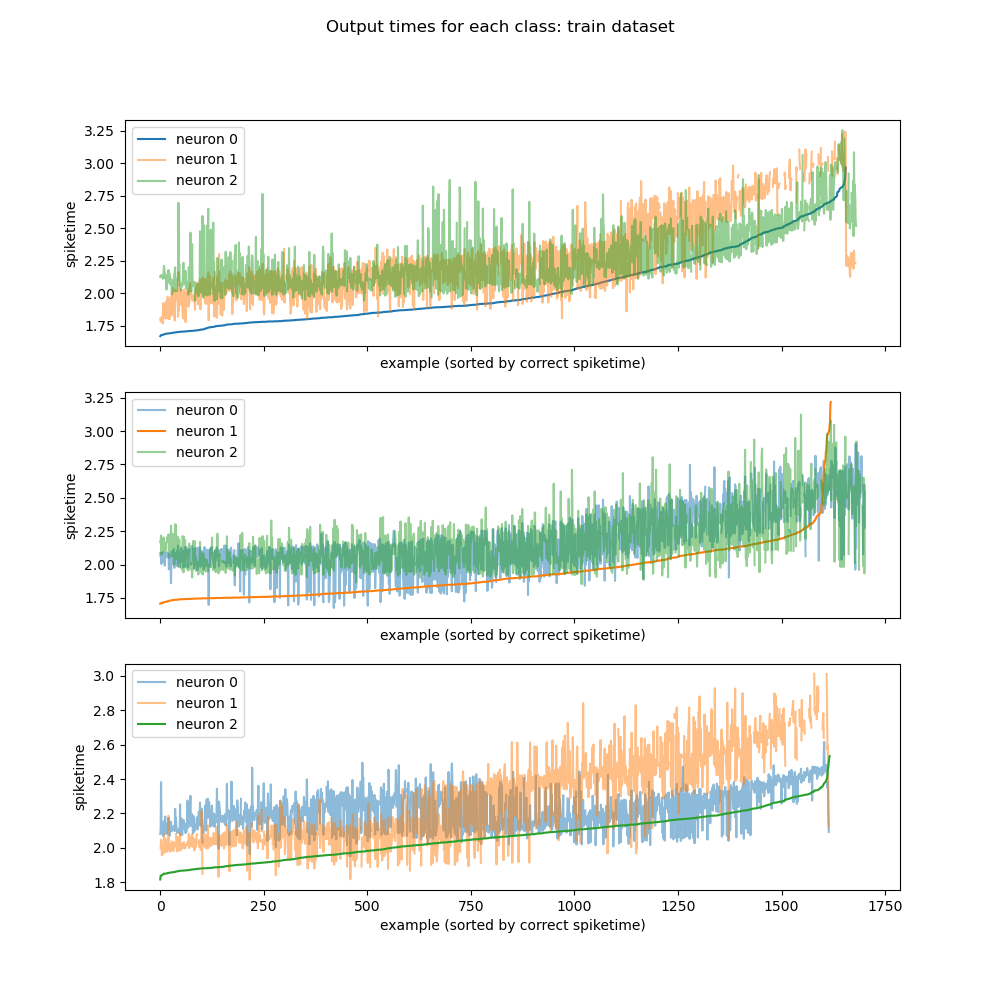 Output times for each class: train dataset
3.25
3.00
2.75
2.50
2.25
2.00
1.75
spiketime
neuron 0
neuron 1
neuron 2
example (sorted by correct spiketime)
3.25
3.00
2.75
2.50
2.25
2.00
1.75
spiketime
neuron 0
neuron 1
neuron 2
example (sorted by correct spiketime)
3.0
2.8
2.6
2.4
2.2
2.0
1.8
spiketime
neuron 0
neuron 1
neuron 2
0 250 500 750 1000 1250 1500 1750
example (sorted by correct spiketime)